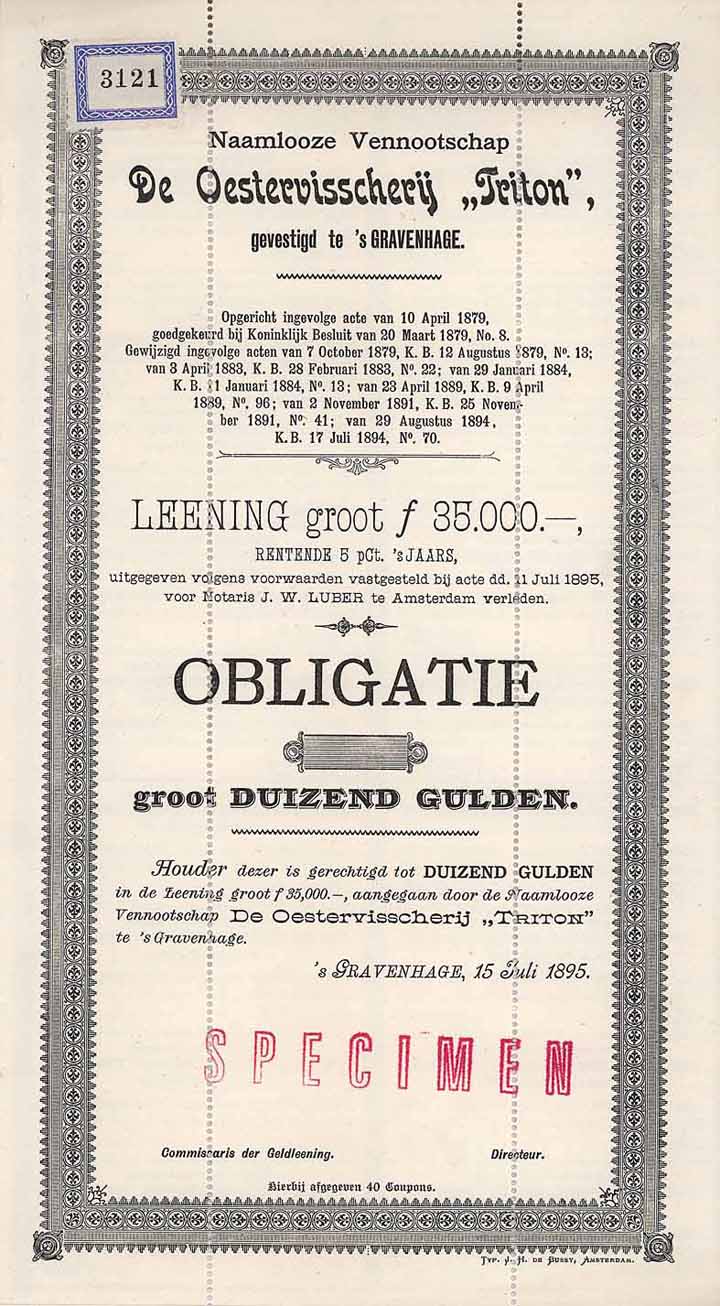 3121
Naamlooze Vennootschap
De Oestervisscherij „Triton”,
gevestigd te 's GRAVENHAGE.
Opgericht ingevolge acte van 10 April 1879,
goedgekeurd bij Koninklijk Besluit van 20 Maart 1879, No. 8.
Gewijzigd ingevolge acten van 7 October 1879, K. B. 12 Augustus 1879, Nº. 13;
van 3 April 1883, K. B. 28 Februari 1883, Nº. 22; van 29 Januari 1884,
K. B. 11 Januari 1884, Nº. 13; van 23 April 1889, K. B. 9 April
1889, Nº. 96; van 2 November 1891, K. B. 25 Novem-
ber 1891, Nº. 41; van 29 Augustus 1894,
K. B. 17 Juli 1894, Nº. 70.
LEENING groot f 35.000.—,
RENTENDE 5 pCt. 'sJAARS,
uitgegeven volgens voorwaarden vastgesteld bij acte dd. 11 Juli 1895,
voor Notaris J. W. LUBER te Amsterdam verleden.
OBLIGATIE
groot DUIZEND GULDEN.
Houder dezer is gerechtigd tot DUIZEND GULDEN
in de Leening groot f 35,000.–, aangegaan door de Naamlooze
Vennootschap De Oestervisscherij „TRITON”
te 's Gravenhage.
's GRAVENHAGE, 15 Juli 1895.
SPECIMEN
Commissaris der Geldleening. Directeur.
Hierbij afgegeven 40 Coupons.
TYP. J. H. DE BUSSY, AMSTERDAM.